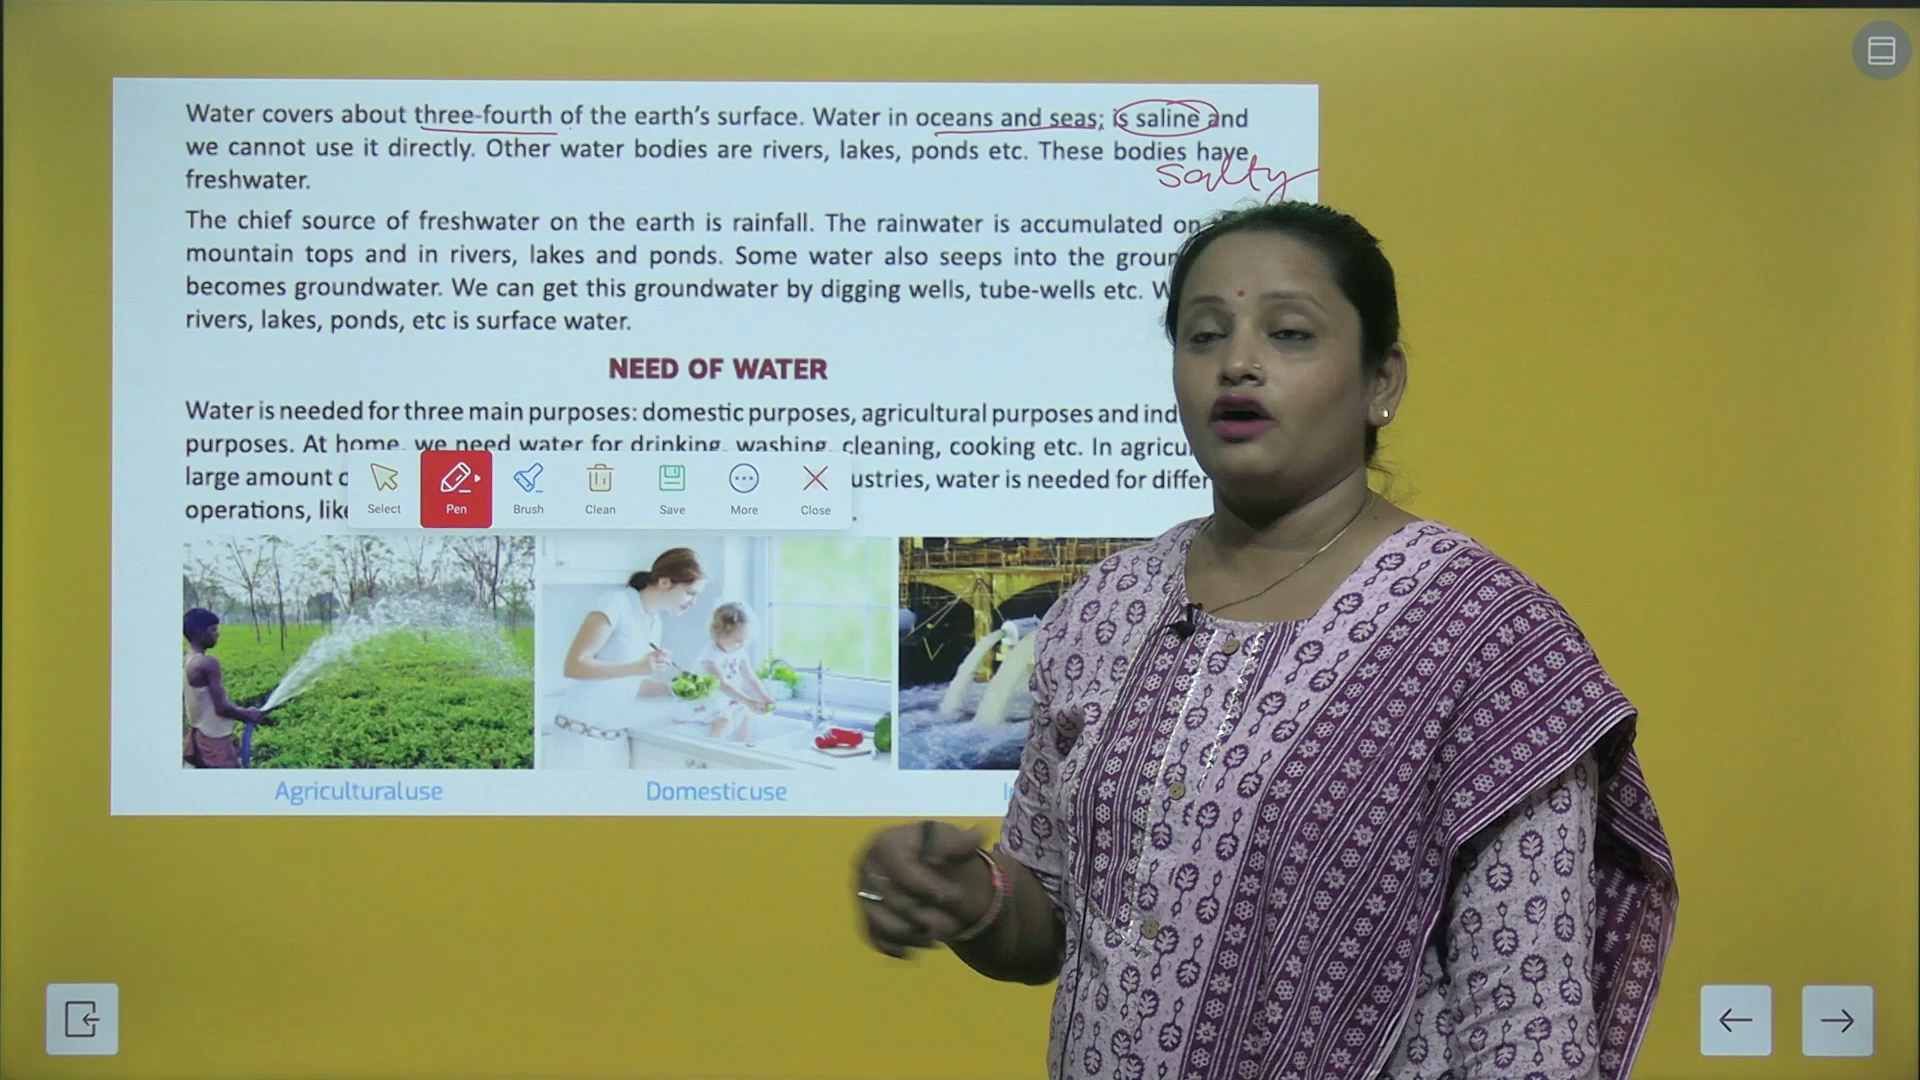 Water covers about three-fourth of the earth's surface. Water in oceans and seas; is saline and
we cannot use it directly. Other water bodies are rivers, lakes, ponds etc. These bodies have
salty
freshwater.
The chief source of freshwater on the earth is rainfall. The rainwater is accumulated on
mountain tops and in rivers, lakes and ponds. Some water also seeps into the
becomes groundwater. We can get this groundwater by digging wells, tube-wells etc.
rivers, lakes, ponds, etc is surface water.
NEED OF WATER
Water is needed for three main purposes: domestic purposes, agricultural purposes and
purposes. At home, we need water for drinking, washing, cleaning, cooking etc. In
large amount
water is needed for
operations,
Select
Pen
Brush
Clean
Save
More
Close
Agriculturaluse
Domesticuse